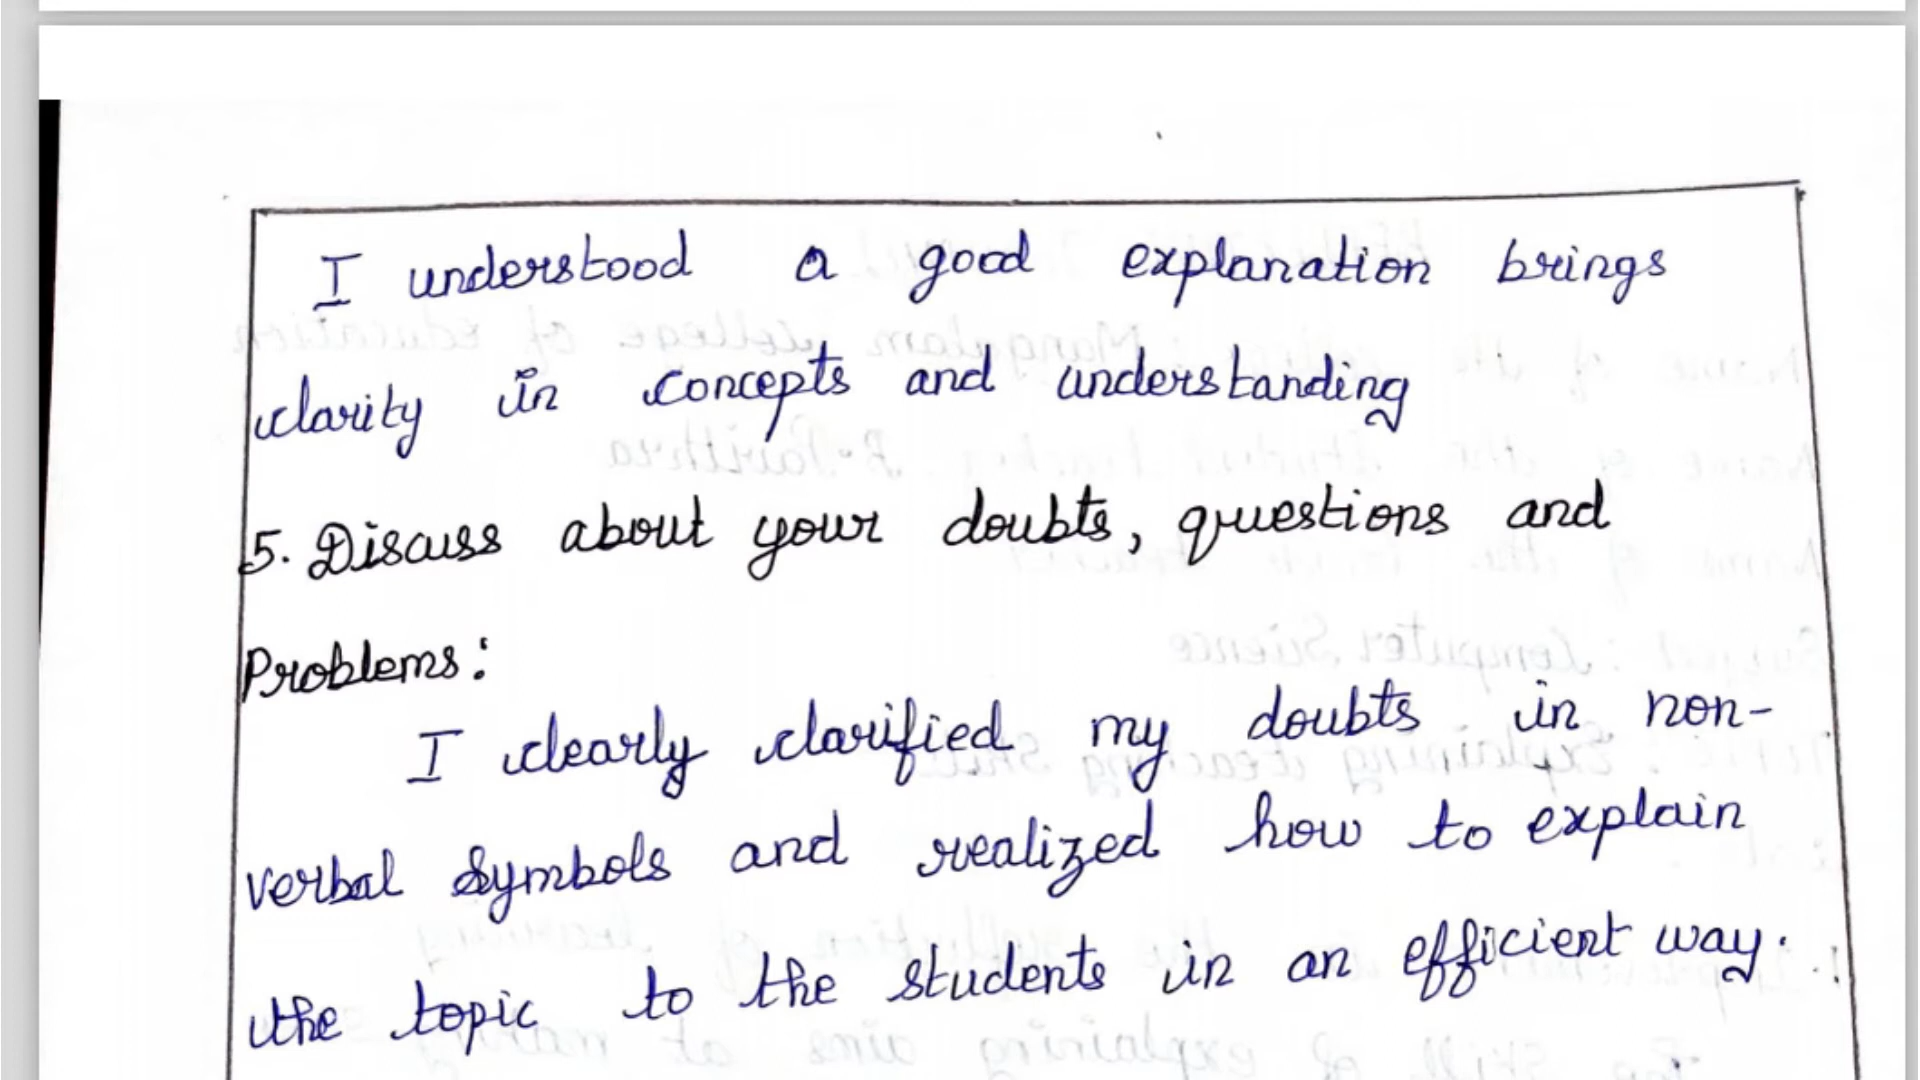 I understood a good explanation brings
clarity in concepts and understanding
5. Discuss about your doubts, questions and
Problems:
I clearly clarified my doubts in non-
verbal symbols and realized how to explain
the topic to the students in an efficient way.